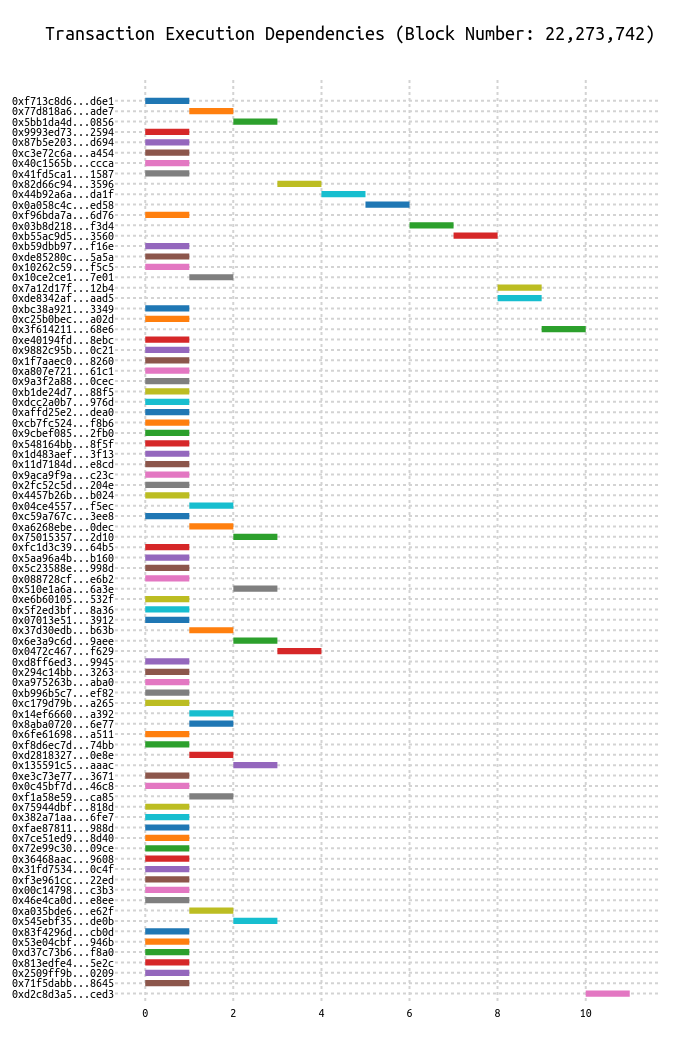 Transaction Execution Dependencies (Block Number: 22,273,742)
0xf713c8d6...d6e1
0x77d818a6...ade7
0x5bb1da4d...0856
0x9993ed73...2594
0x87b5e203...d694
0xc3e72c6a...a454
0x40c1565b...ccca
0x41fd5ca1...1587
0x82d66c94...3596
0x44b92a6a...da1f
0x0a058c4c...ed58
0xf96bda7a...6d76
0x03b8d218...f3d4
0xb55ac9d5...3560
0xb59dbb97...f16e
0xde85280c...5a5a
0x10262c59...f5c5
0x10ce2ce1...7e01
0x7a12d17f...12b4
0xde8342af...aad5
0xbc38a921...3349
0xc25b0bec...a02d
0x3f614211...68e6
0xe40194fd...8ebc
0x9882c95b...0c21
0x1f7aaec0...8260
0xa807e721...61c1
0x9a3f2a88...0cec
0xb1de24d7...88f5
0xdcc2a0b7...976d
0xaffd25e2...dea0
0xcb7fc524...f8b6
0x9cbef085...2fb0
0x548164bb...8f5f
0x1d483aef...3f13
0x11d7184d...e8cd
0x9aca9f9a...c23c
0x2fc52c5d...204e
0x4457b26b...b024
0x04ce4557...f5ec
0xc59a767c...3ee8
0xa6268ebe...0dec
0x75015357...2d10
0xfc1d3c39...64b5
0x5aa96a4b...b160
0x5c23588e...998d
0x088728cf...e6b2
0x510e1a6a...6a3e
0xe6b60105...532f
0x5f2ed3bf...8a36
0x07013e51...3912
0x37d30edb...b63b
0x6e3a9c6d...9aee
0x0472c467...f629
0xd8ff6ed3...9945
0x294c14bb...3263
0xa975263b...aba0
0xb996b5c7...ef82
0xc179d79b...a265
0x14ef6660...a392
0x8aba0720...6e77
0x6fe61698...a511
0xf8d6ec7d...74bb
0xd2818327...0e8e
0x135591c5...aaac
0xe3c73e77...3671
0x0c45bf7d...46c8
0xf1a58e59...ca85
0x75944dbf...818d
0x382a71aa...6fe7
0xfae87811...988d
0x7ce51ed9...8d40
0x72e99c30...09ce
0x36468aac...9608
0x31fd7534...0c4f
0xf3e961cc...22ed
0x00c14798...c3b3
0x46e4ca0d...e8ee
0xa035bde6...e62f
0x545ebf35...de0b
0x83f4296d...cb0d
0x53e04cbf...946b
0xd37c73b6...f8a0
0x813edfe4...5e2c
0x2509ff9b...0209
0x71f5dabb...8645
0xd2c8d3a5...ced3
0 2 4 6 8 10